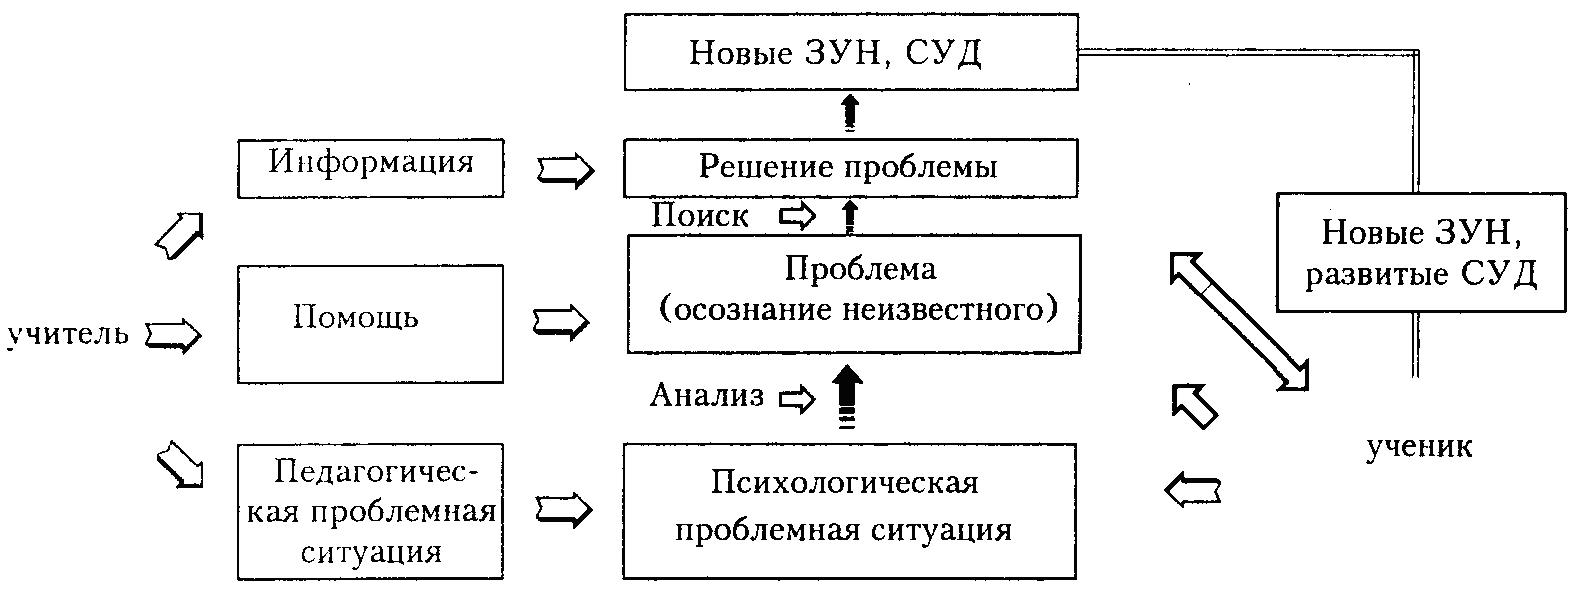 Новые ЗУН, СУД
Информация
Решение проблемы
Поиск
Новые ЗУН,
развитые СУД
Помощь
Проблема
(осознание неизвестного)
учитель
Анализ
ученик
Педагогичес-
кая проблемная
ситуация
Психологическая
проблемная ситуация